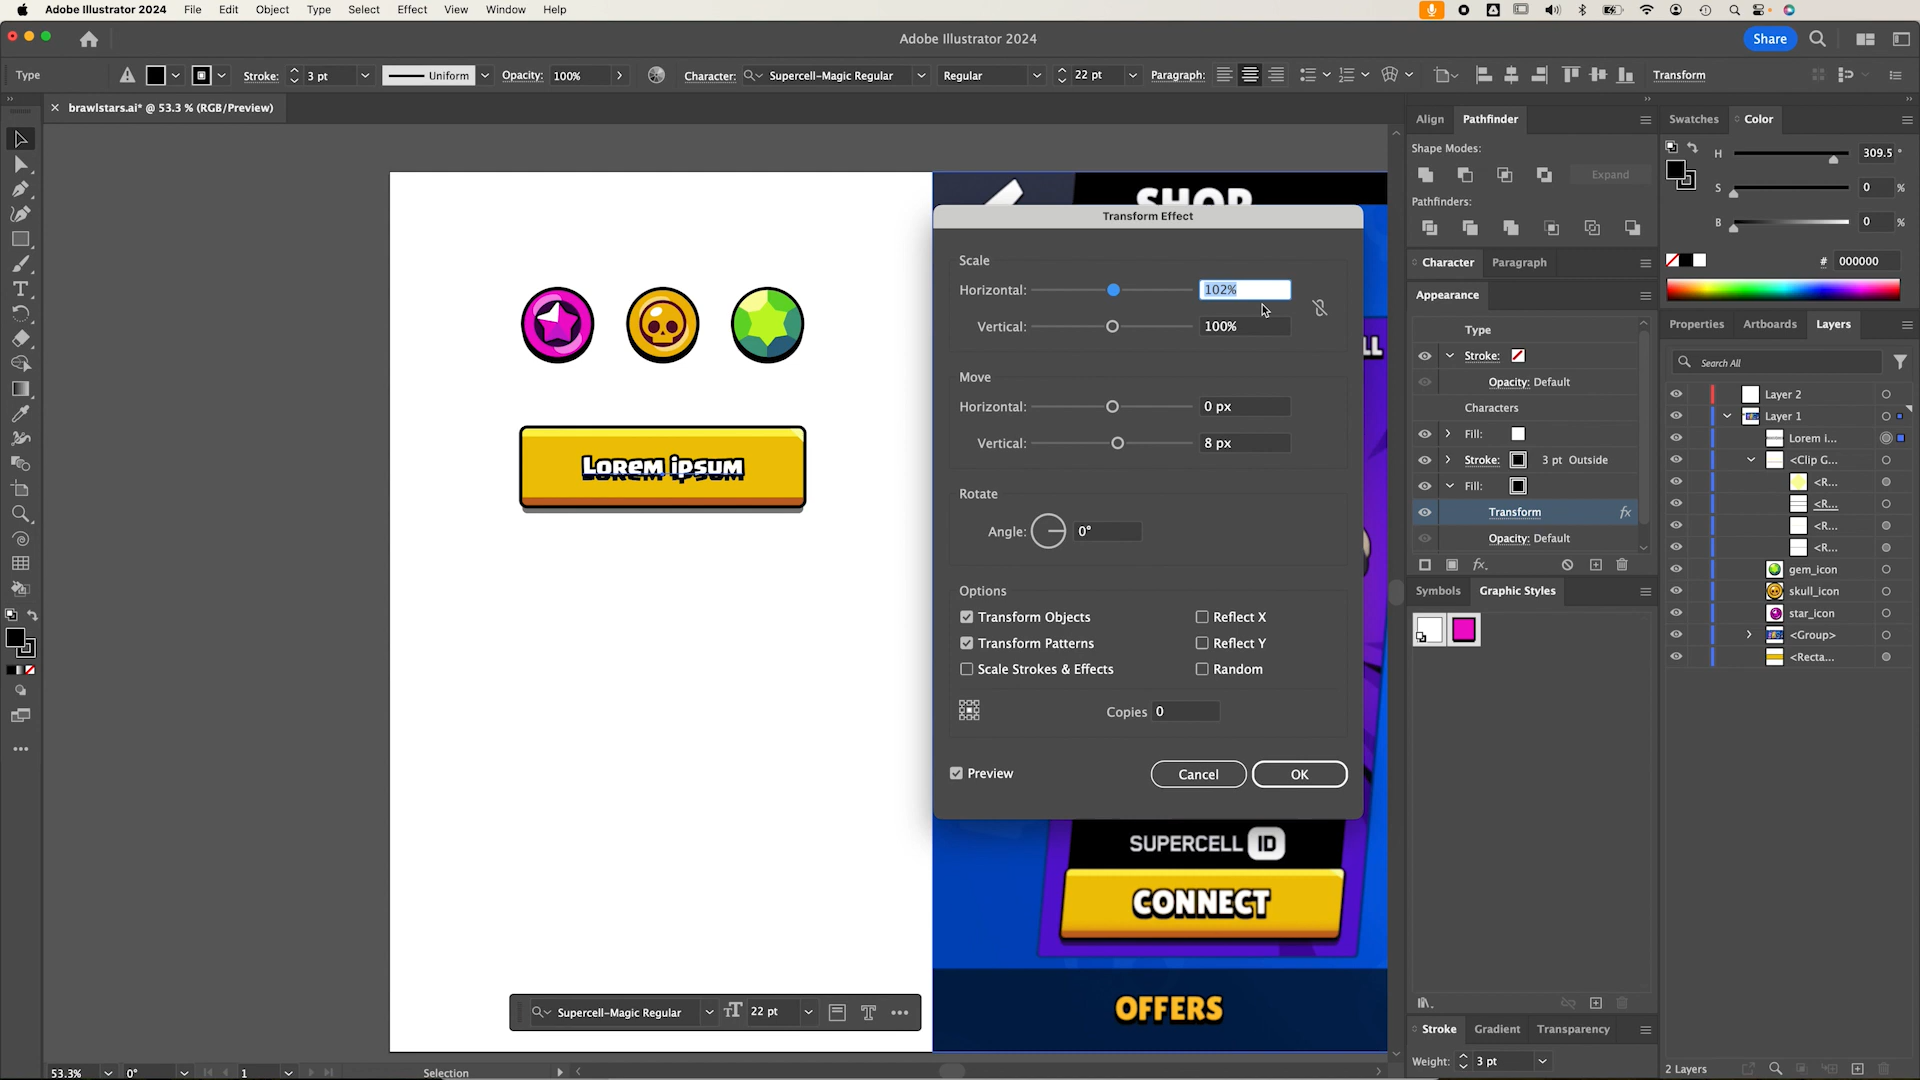 Adobe Illustrator 2024 File Edit Object Type Select Effect View Window Help
Adobe Illustrator 2024
Share
Type Stroke: 3 pt Uniform Opacity: 100% Character: Supercell-Magic Regular Regular 22 pt Paragraph: Transform
brawlstars.ai* @ 53.3 % (RGB/Preview)
Lorem ipsum
SHOP
Transform Effect
Scale
Horizontal: 102%
Vertical: 100%
Move
Horizontal: 0 px
Vertical: 8 px
Rotate
Angle: 0°
Options
Transform Objects Reflect X
Transform Patterns Reflect Y
Scale Strokes & Effects Random
Copies 0
Preview Cancel OK
SUPERCELL ID
CONNECT
OFFERS
Supercell-Magic Regular 22 pt
53.3% 0° 1 Selection
Align Pathfinder
Shape Modes:
Expand
Pathfinders:
Character Paragraph
Appearance
Type
Stroke:
Opacity: Default
Characters
Fill:
Stroke: 3 pt Outside
Fill:
Transform fx
Opacity: Default
fx.
Symbols Graphic Styles
Stroke Gradient Transparency
Weight: 3 pt
Swatches Color
H 309.5 °
S 0 %
B 0 %
# 000000
Properties Artboards Layers
Search All
Layer 2
Layer 1
Lorem i...
<Clip G...
<R...
<R...
<R...
<R...
gem_icon
skull_icon
star_icon
<Group>
<Recta...
2 Layers